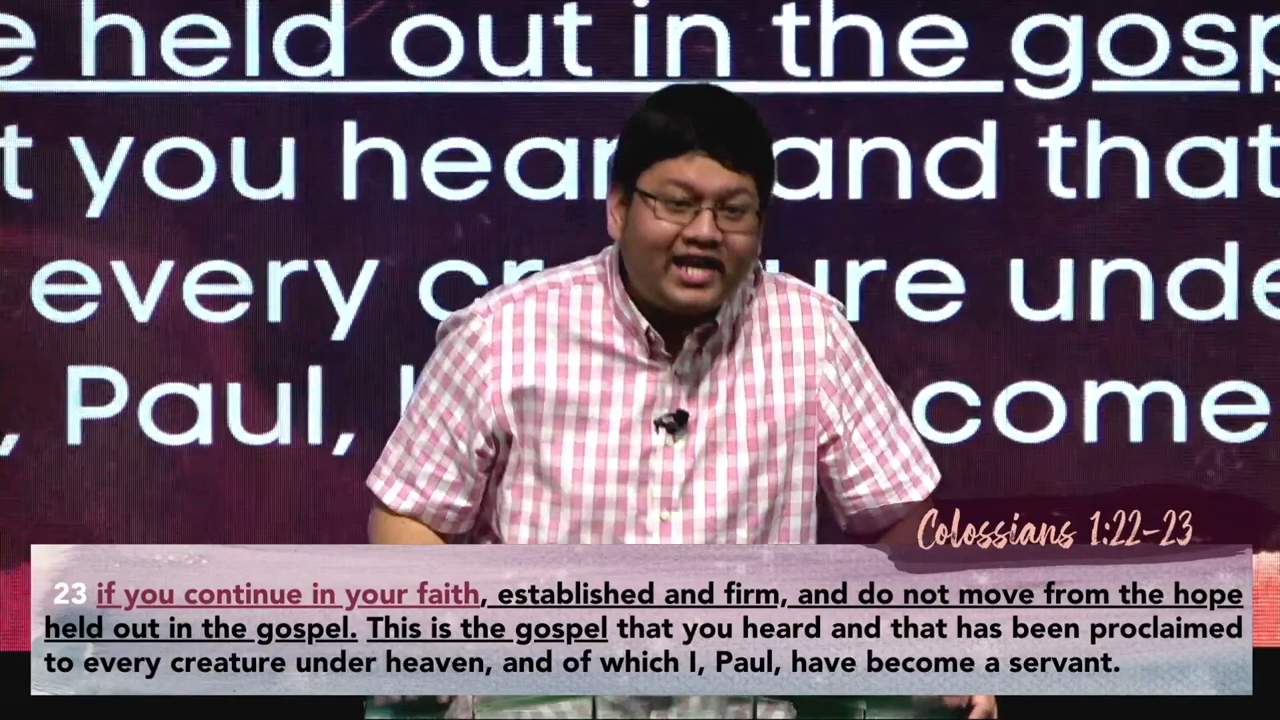 e held out in the gosp
t you hear and that
every cr ure unde
, Paul, come
Colossians 1:22-23
23 if you continue in your faith, established and firm, and do not move from the hope
held out in the gospel. This is the gospel that you heard and that has been proclaimed
to every creature under heaven, and of which I, Paul, have become a servant.